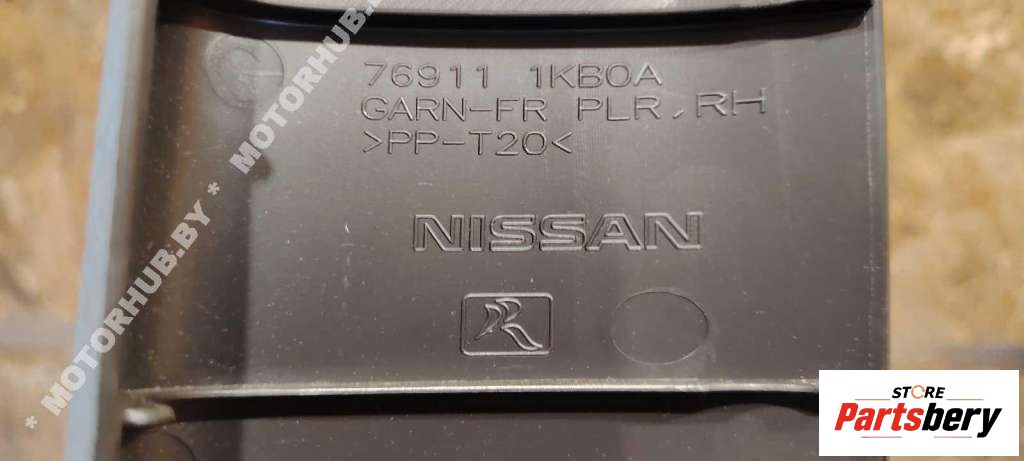 76911 1KB0A
GARN-FR PLR, RH
>PP-T20<
NISSAN
R
* MOTORHUB.BY * MOTORHUB.BY
STORE
Partsbery